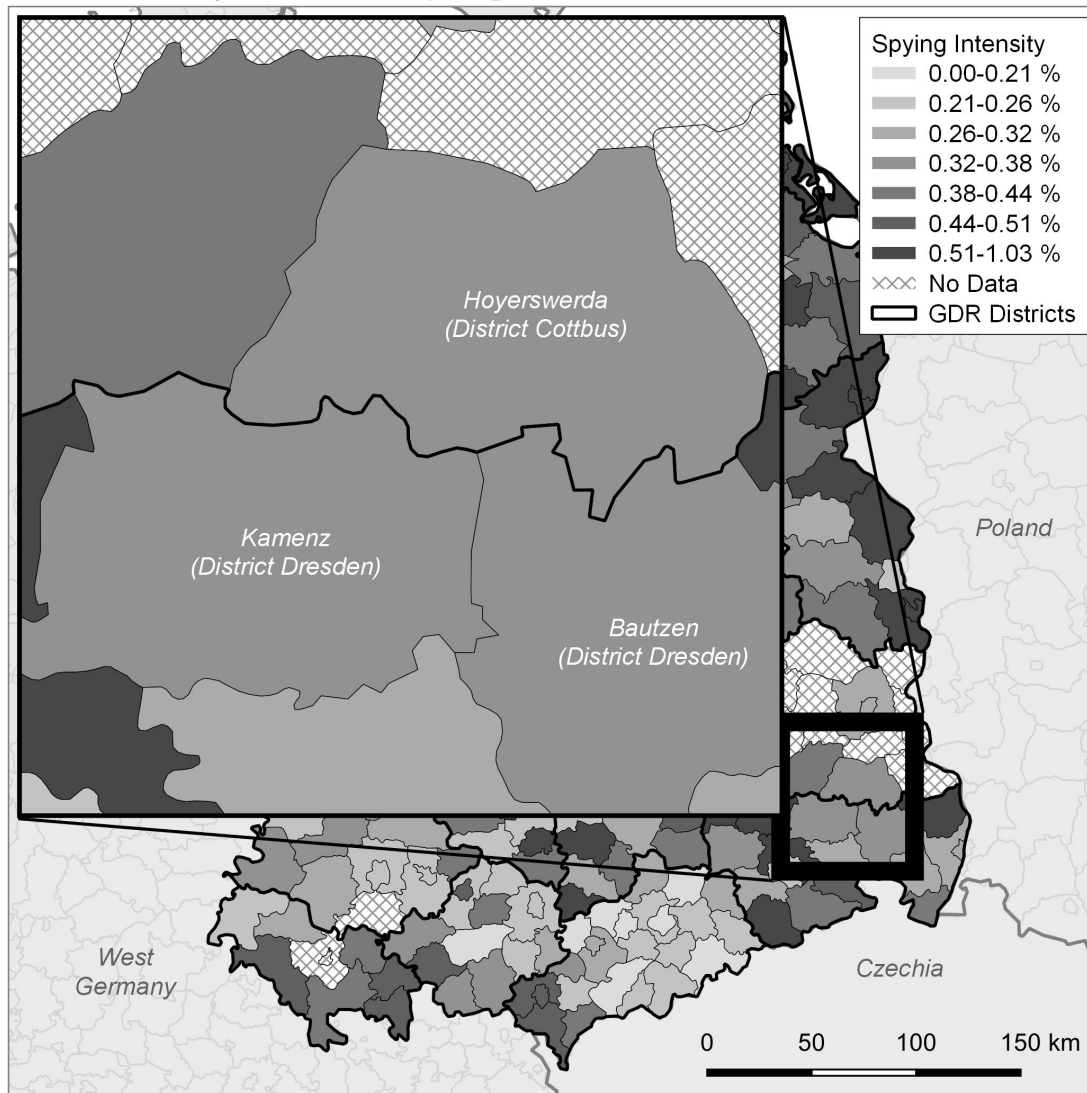 Spying Intensity
0.00-0.21 %
0.21-0.26 %
0.26-0.32 %
0.32-0.38 %
0.38-0.44 %
0.44-0.51 %
0.51-1.03 %
No Data
GDR Districts
Hoyerswerda
(District Cottbus)
Kamenz
(District Dresden)
Bautzen
(District Dresden)
Poland
West
Germany
Czechia
0 50 100 150 km